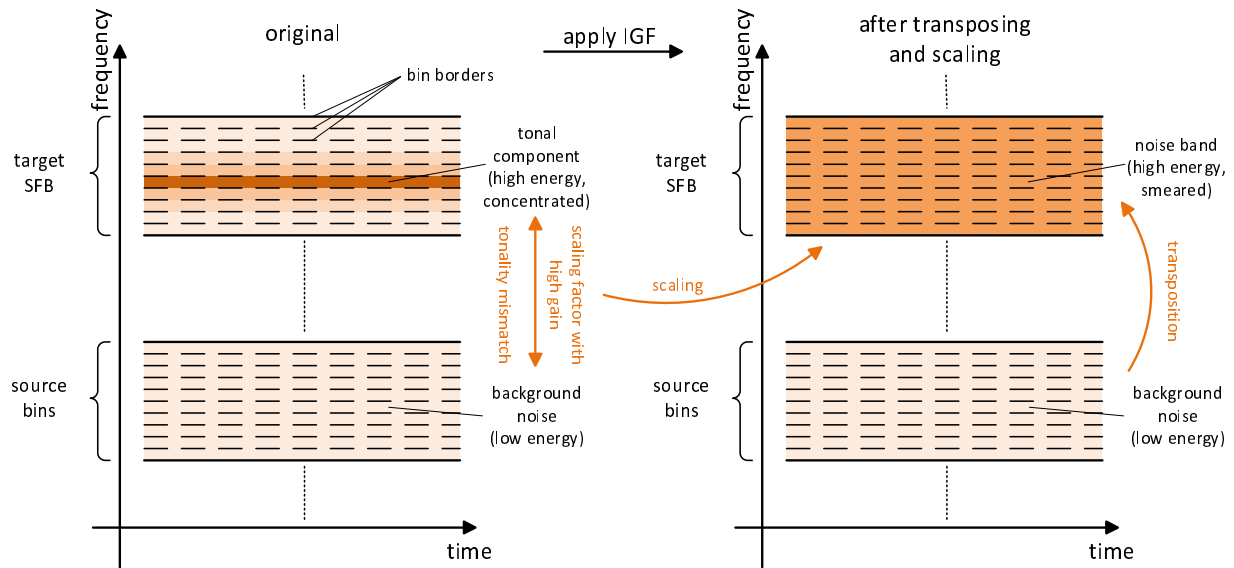 original
frequency
bin borders
target
SFB
tonal
component
(high energy,
concentrated)
tonality mismatch
scaling factor with
high gain
source
bins
background
noise
(low energy)
time
apply IGF
scaling
after transposing
and scaling
frequency
target
SFB
noise band
(high energy,
smeared)
transposition
source
bins
background
noise
(low energy)
time